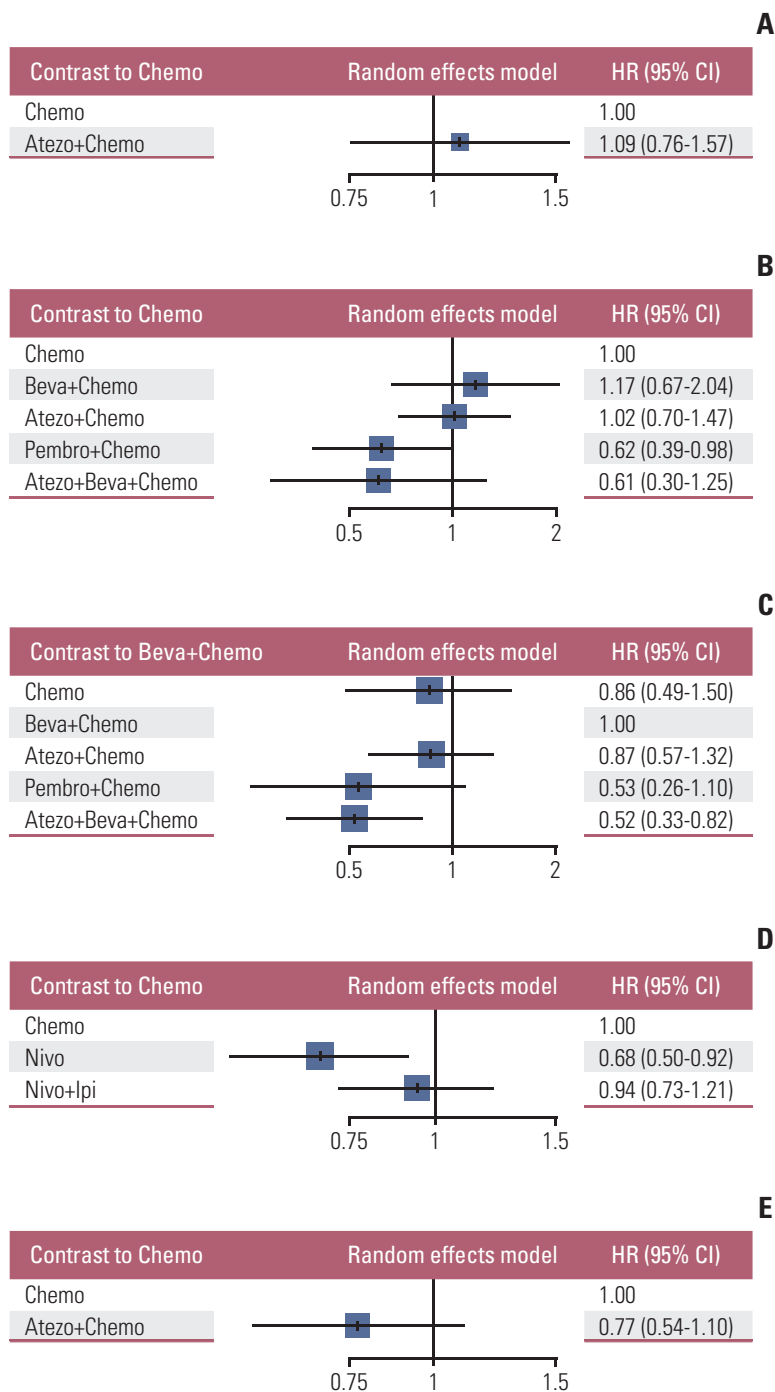 A
Contrast to Chemo Random effects model HR (95% CI)
Chemo 1.00
Atezo+Chemo 1.09 (0.76-1.57)
0.75 1 1.5
B
Contrast to Chemo Random effects model HR (95% CI)
Chemo 1.00
Beva+Chemo 1.17 (0.67-2.04)
Atezo+Chemo 1.02 (0.70-1.47)
Pembro+Chemo 0.62 (0.39-0.98)
Atezo+Beva+Chemo 0.61 (0.30-1.25)
0.5 1 2
C
Contrast to Beva+Chemo Random effects model HR (95% CI)
Chemo 0.86 (0.49-1.50)
Beva+Chemo 1.00
Atezo+Chemo 0.87 (0.57-1.32)
Pembro+Chemo 0.53 (0.26-1.10)
Atezo+Beva+Chemo 0.52 (0.33-0.82)
0.5 1 2
D
Contrast to Chemo Random effects model HR (95% CI)
Chemo 1.00
Nivo 0.68 (0.50-0.92)
Nivo+Ipi 0.94 (0.73-1.21)
0.75 1 1.5
E
Contrast to Chemo Random effects model HR (95% CI)
Chemo 1.00
Atezo+Chemo 0.77 (0.54-1.10)
0.75 1 1.5